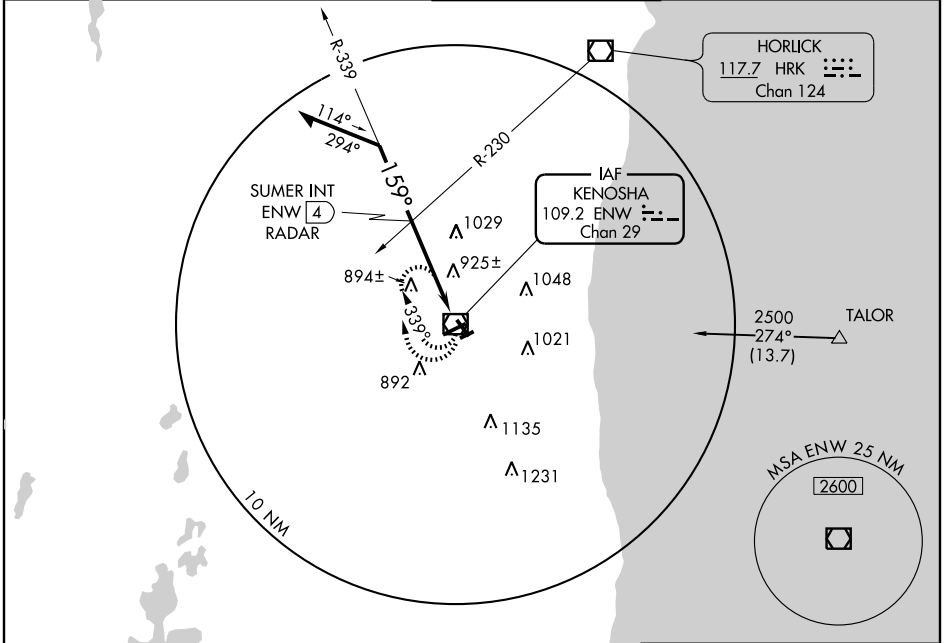 R-339
HORLICK
117.7 HRK
Chan 124
114°
294°
R-230
159°
IAF
KENOSHA
109.2 ENW
Chan 29
SUMER INT
ENW 4
RADAR
1029
925±
894±
1048
339°
2500
274°
(13.7)
TALOR
1021
892
1135
1231
10 NM
MSA ENW 25 NM
2600